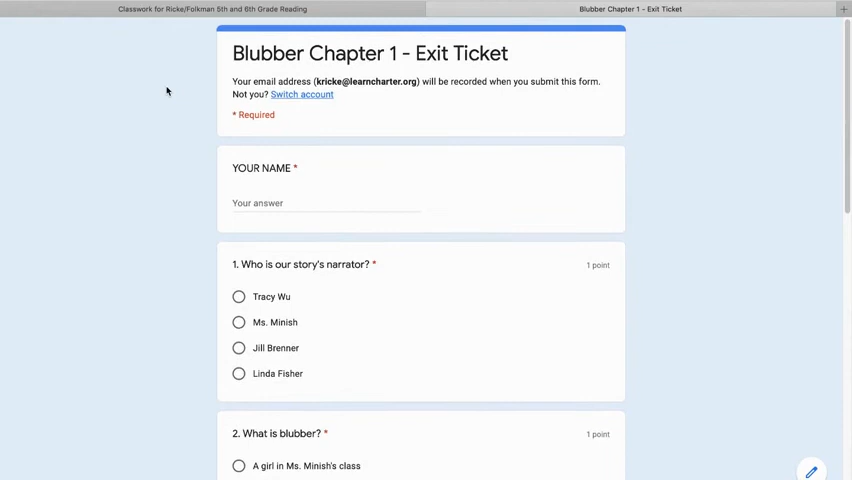 Classwork for Ricke/Folkman 5th and 6th Grade Reading
Blubber Chapter 1 - Exit Ticket
+
Blubber Chapter 1 - Exit Ticket
Your email address (kricke@learncharter.org) will be recorded when you submit this form.
Not you? Switch account
* Required
YOUR NAME *
Your answer
1. Who is our story's narrator? *
1 point
Tracy Wu
Ms. Minish
Jill Brenner
Linda Fisher
2. What is blubber? *
1 point
A girl in Ms. Minish's class